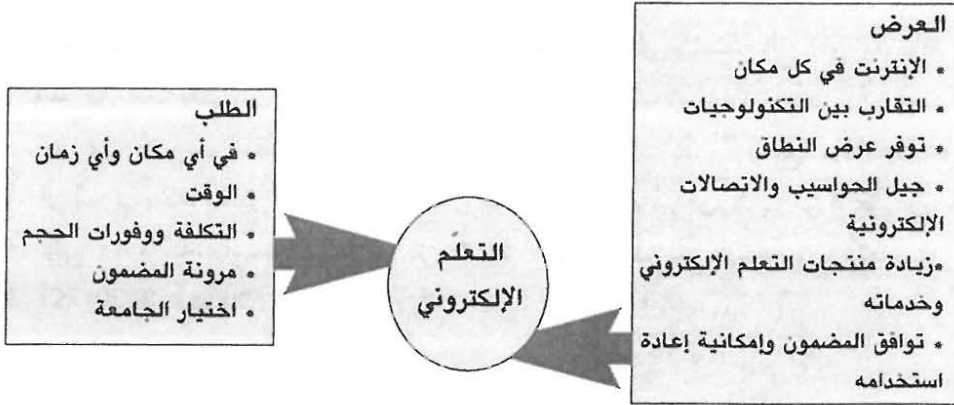 العرض
* الإنترنت في كل مكان
* التقارب بين التكنولوجيات
* توفر عرض النطاق
* جيل الحواسيب والاتصالات
الإلكترونية
*زيادة منتجات التعلم الإلكتروني
وخدماته
* توافق المضمون وإمكانية إعادة
استخدامه
التعلم
الإلكتروني
الطلب
* في أي مكان وأي زمان
* الوقت
* التكلفة ووفورات الحجم
* مرونة المضمون
* اختيار الجامعة